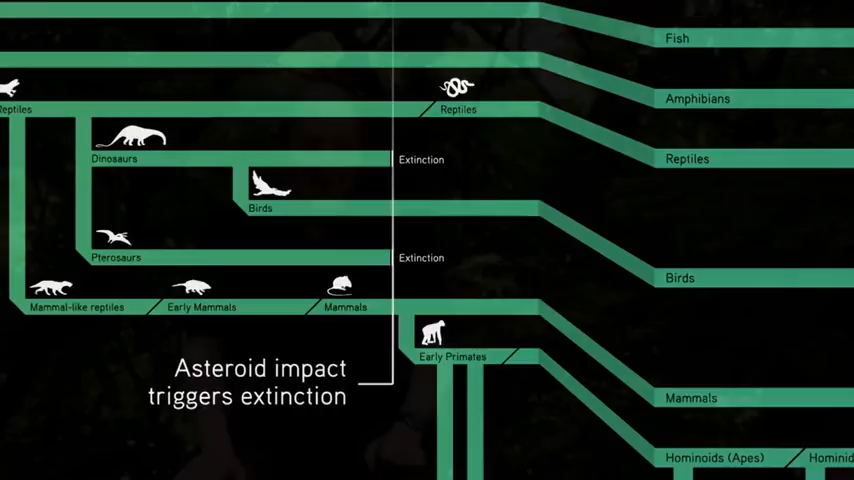 Fish
Amphibians
Reptiles
Reptiles
Reptiles
Dinosaurs
Extinction
Birds
Birds
Pterosaurs
Extinction
Mammal-like reptiles
Early Mammals
Mammals
Early Primates
Asteroid impact
triggers extinction
Mammals
Hominoids (Apes)
Hominid